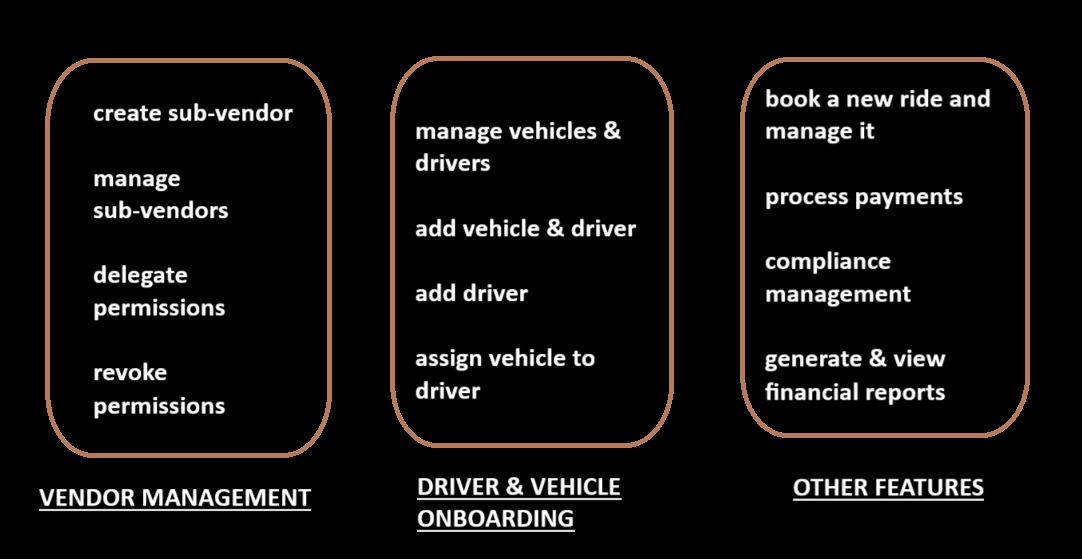 create sub-vendor
manage
sub-vendors
delegate
permissions
revoke
permissions
VENDOR MANAGEMENT
manage vehicles &
drivers
add vehicle & driver
add driver
assign vehicle to
driver
DRIVER & VEHICLE
ONBOARDING
book a new ride and
manage it
process payments
compliance
management
generate & view
financial reports
OTHER FEATURES